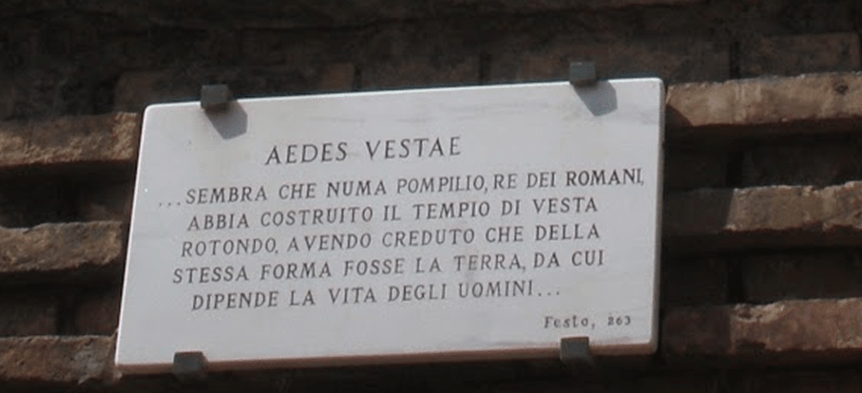 AEDES VESTAE
...SEMBRA CHE NUMA POMPILIO, RE DEI ROMANI,
ABBIA COSTRUITO IL TEMPIO DI VESTA
ROTONDO, AVENDO CREDUTO CHE DELLA
STESSA FORMA FOSSE LA TERRA, DA CUI
DIPENDE LA VITA DEGLI UOMINI...
Festo, 263